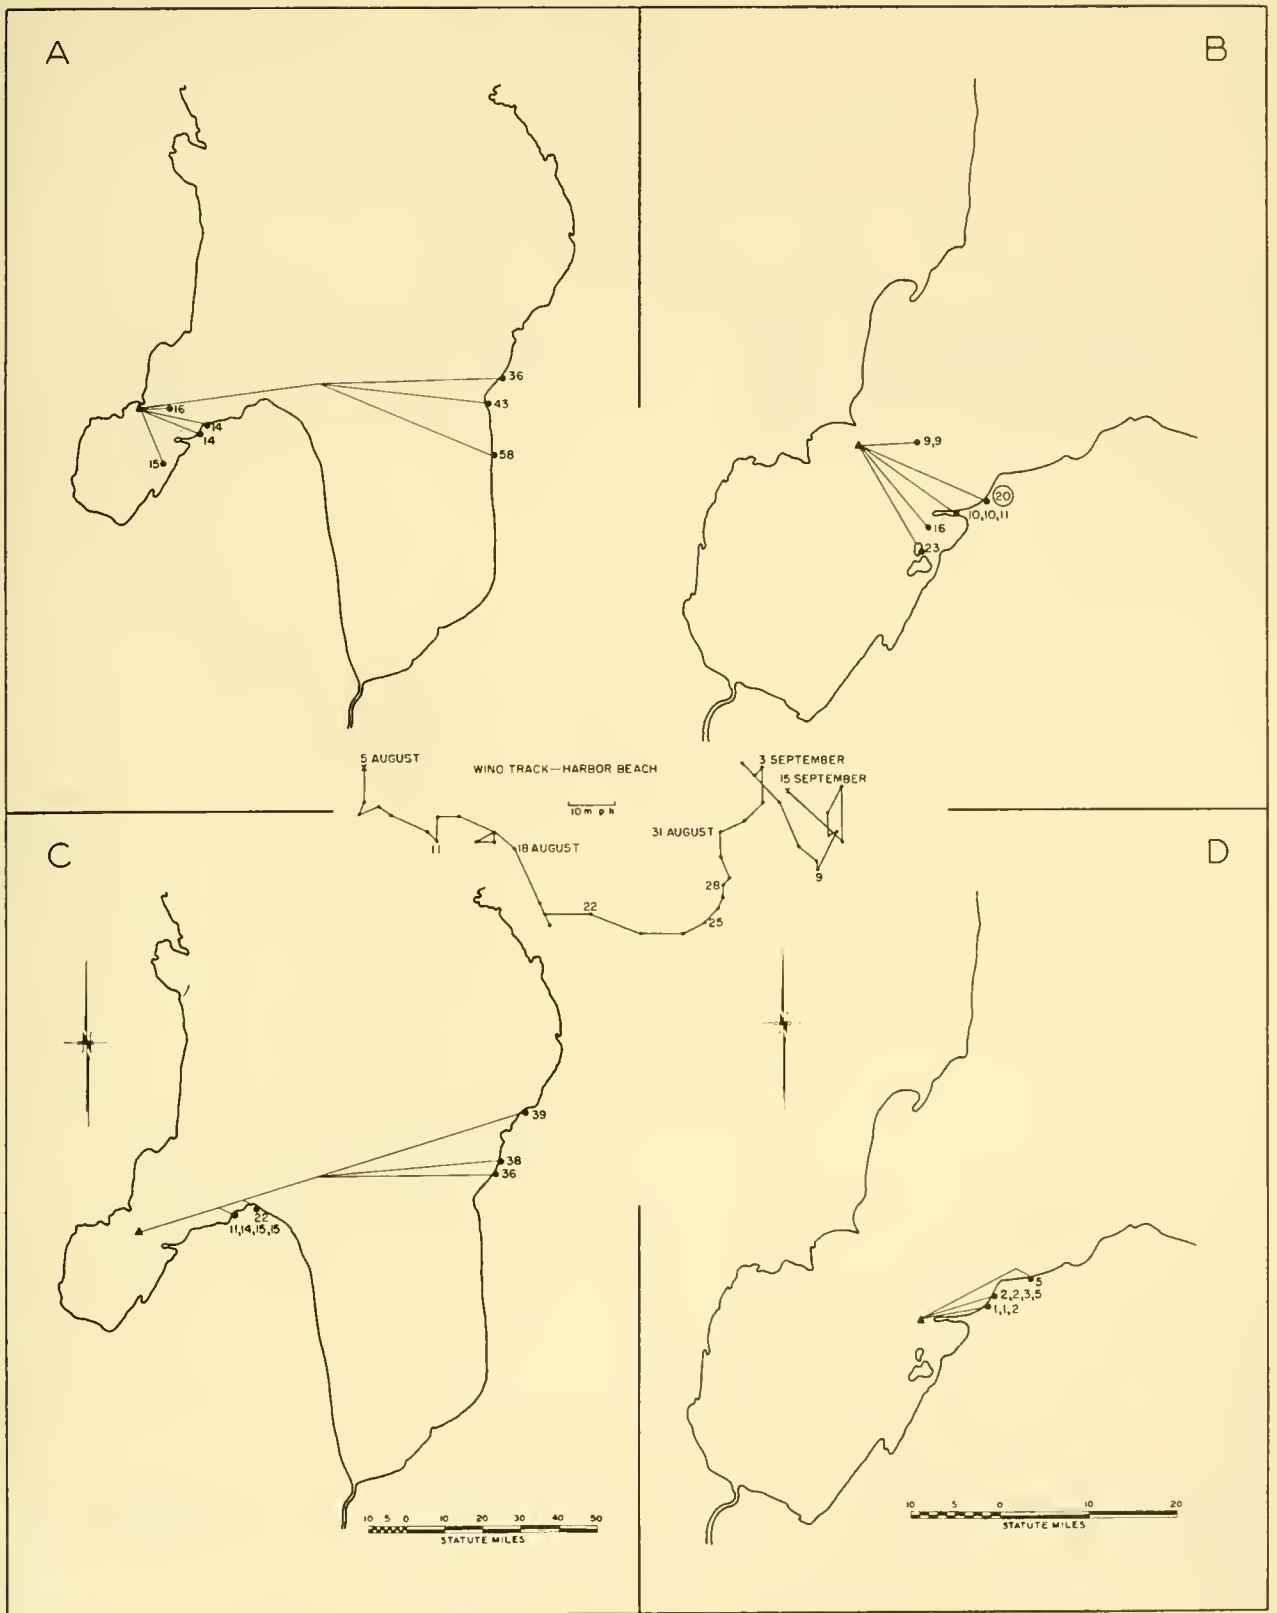 A
B
36
16
43
14
14
9,9
58
15
20
10,10,11
16
23
5 AUGUST
WIND TRACK—HARBOR BEACH
3 SEPTEMBER
15 SEPTEMBER
10 m p h
31 AUGUST
11
18 AUGUST
C
D
9
28
22
25
N
N
39
38
36
22
11,14,15,15
5
2,2,3,5
1,1,2
10 5 0 10 20 30 40 50
STATUTE MILES
10 5 0 10 20
STATUTE MILES